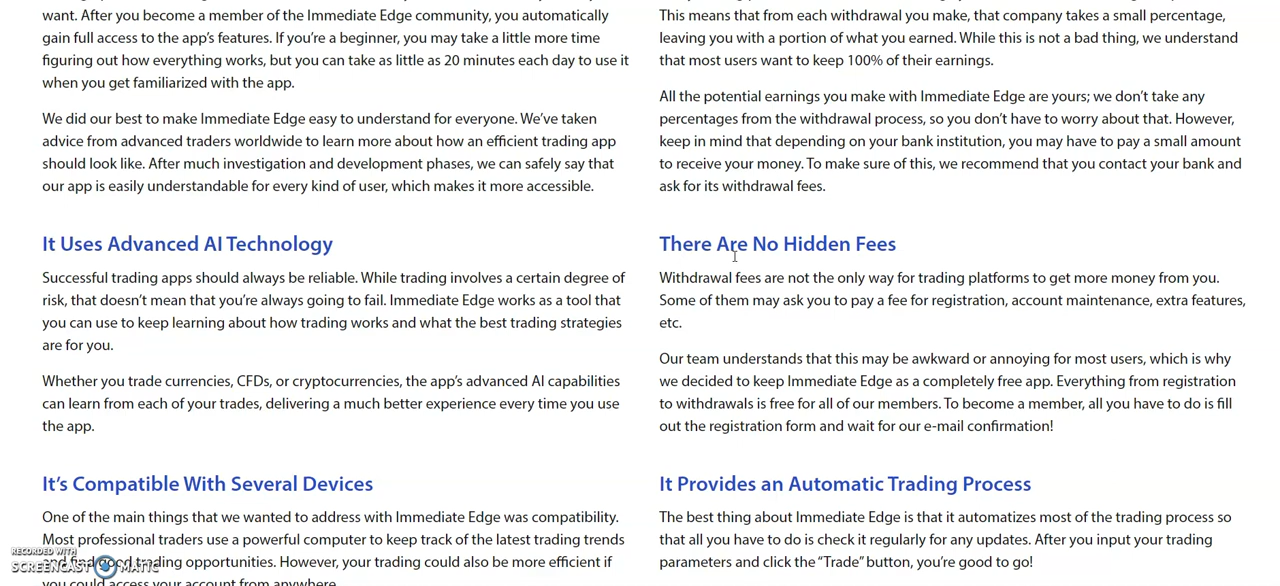 want. After you become a member of the Immediate Edge community, you automatically
gain full access to the app's features. If you're a beginner, you may take a little more time
figuring out how everything works, but you can take as little as 20 minutes each day to use it
when you get familiarized with the app.
We did our best to make Immediate Edge easy to understand for everyone. We've taken
advice from advanced traders worldwide to learn more about how an efficient trading app
should look like. After much investigation and development phases, we can safely say that
our app is easily understandable for every kind of user, which makes it more accessible.
It Uses Advanced AI Technology
Successful trading apps should always be reliable. While trading involves a certain degree of
risk, that doesn't mean that you're always going to fail. Immediate Edge works as a tool that
you can use to keep learning about how trading works and what the best trading strategies
are for you.
Whether you trade currencies, CFDs, or cryptocurrencies, the app's advanced AI capabilities
can learn from each of your trades, delivering a much better experience every time you use
the app.
It's Compatible With Several Devices
One of the main things that we wanted to address with Immediate Edge was compatibility.
Most professional traders use a powerful computer to keep track of the latest trading trends
and find good trading opportunities. However, your trading could also be more efficient if
you could access your account from anywhere.
This means that from each withdrawal you make, that company takes a small percentage,
leaving you with a portion of what you earned. While this is not a bad thing, we understand
that most users want to keep 100% of their earnings.
All the potential earnings you make with Immediate Edge are yours; we don't take any
percentages from the withdrawal process, so you don't have to worry about that. However,
keep in mind that depending on your bank institution, you may have to pay a small amount
to receive your money. To make sure of this, we recommend that you contact your bank and
ask for its withdrawal fees.
There Are No Hidden Fees
Withdrawal fees are not the only way for trading platforms to get more money from you.
Some of them may ask you to pay a fee for registration, account maintenance, extra features,
etc.
Our team understands that this may be awkward or annoying for most users, which is why
we decided to keep Immediate Edge as a completely free app. Everything from registration
to withdrawals is free for all of our members. To become a member, all you have to do is fill
out the registration form and wait for our e-mail confirmation!
It Provides an Automatic Trading Process
The best thing about Immediate Edge is that it automatizes most of the trading process so
that all you have to do is check it regularly for any updates. After you input your trading
parameters and click the "Trade" button, you're good to go!
RECORDED WITH
SCREENCAST MATIC